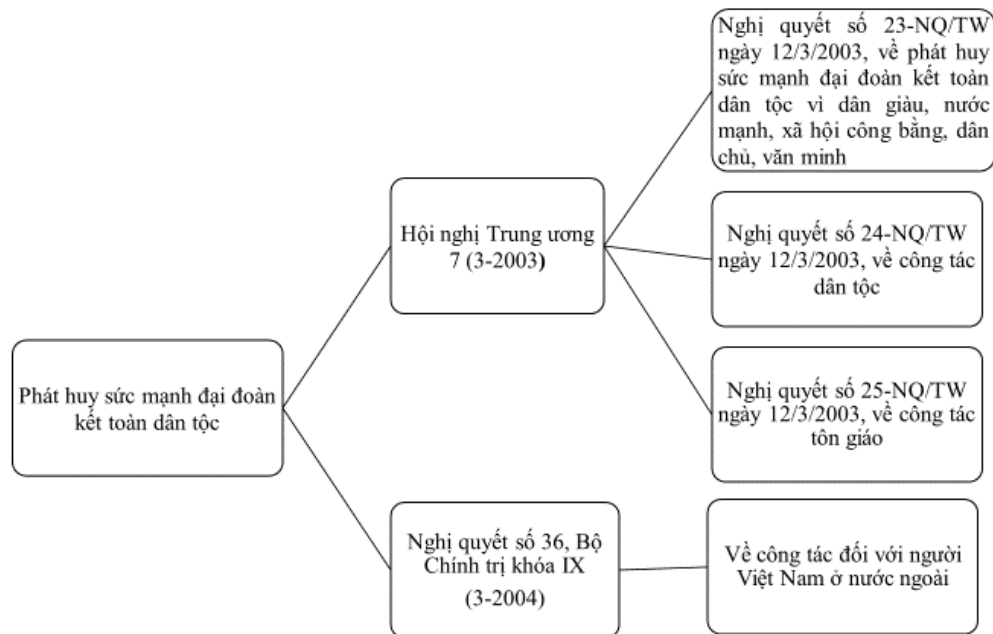 Phát huy sức mạnh đại đoàn
kết toàn dân tộc
Hội nghị Trung ương
7 (3-2003)
Nghị quyết số 23-NQ/TW
ngày 12/3/2003, về phát huy
sức mạnh đại đoàn kết toàn
dân tộc vì dân giàu, nước
mạnh, xã hội công bằng, dân
chủ, văn minh
Nghị quyết số 24-NQ/TW
ngày 12/3/2003, về công tác
dân tộc
Nghị quyết số 25-NQ/TW
ngày 12/3/2003, về công tác
tôn giáo
Nghị quyết số 36, Bộ
Chính trị khóa IX
(3-2004)
Về công tác đối với người
Việt Nam ở nước ngoài